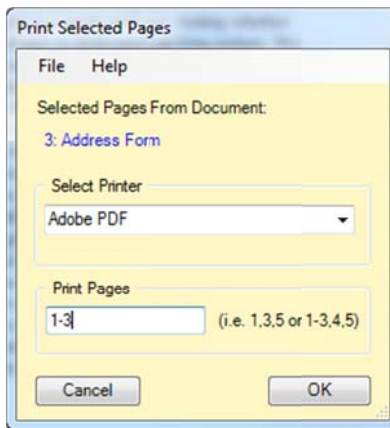 Print Selected Pages
File Help
Selected Pages From Document:
3: Address Form
Select Printer
Adobe PDF
Print Pages
1-3 (i.e. 1,3,5 or 1-3,4,5)
Cancel OK